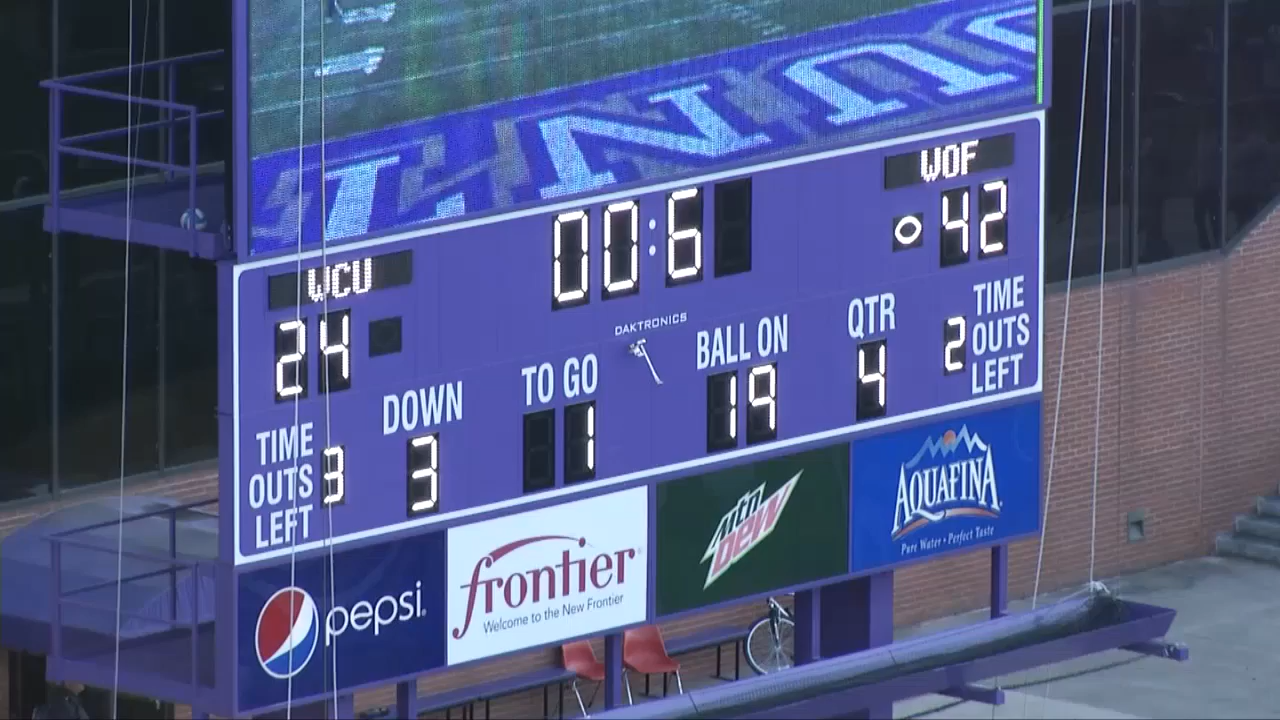 WOF
00:6
42
WCU
24
DAKTRONICS
TIME
OUTS
LEFT
3
DOWN
3
TO GO
1
BALL ON
19
QTR
4
2
TIME
OUTS
LEFT
pepsi
frontier
Welcome to the New Frontier
Mtn
DEW
AQUAFINA
Pure Water • Perfect Taste